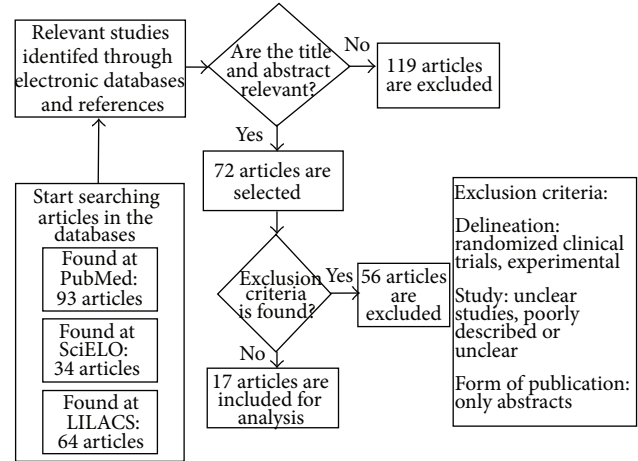 Relevant studies
identifed through
electronic databases
and references
Are the title
and abstract
relevant?
No
119 articles
are excluded
Yes
72 articles are
selected
Start searching
articles in the
databases
Found at
PubMed:
93 articles
Found at
SciELO:
34 articles
Found at
LILACS:
64 articles
Exclusion
criteria
is found?
Yes
56 articles
are
excluded
No
17 articles are
included for
analysis
Exclusion criteria:
Delineation:
randomized clinical
trials, experimental
Study: unclear
studies, poorly
described or
unclear
Form of publication:
only abstracts